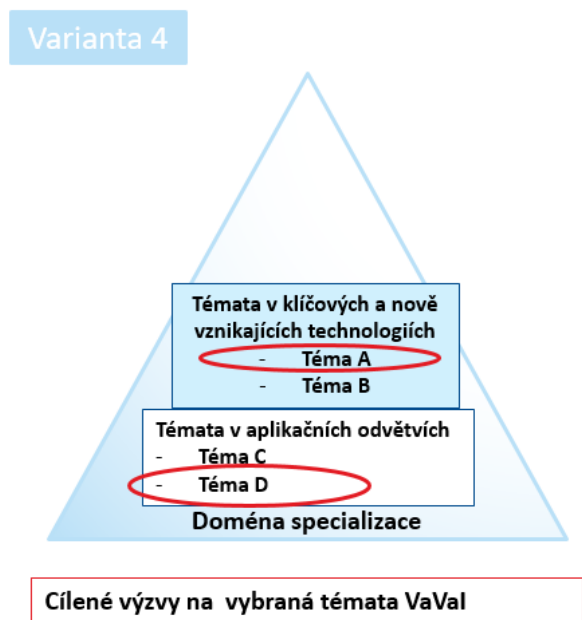 Varianta 4
Témata v klíčových a nově
vznikajících technologiích
- Téma A
- Téma B
Témata v aplikačních odvětvích
- Téma C
- Téma D
Doména specializace
Cílené výzvy na vybraná témata VaVaI